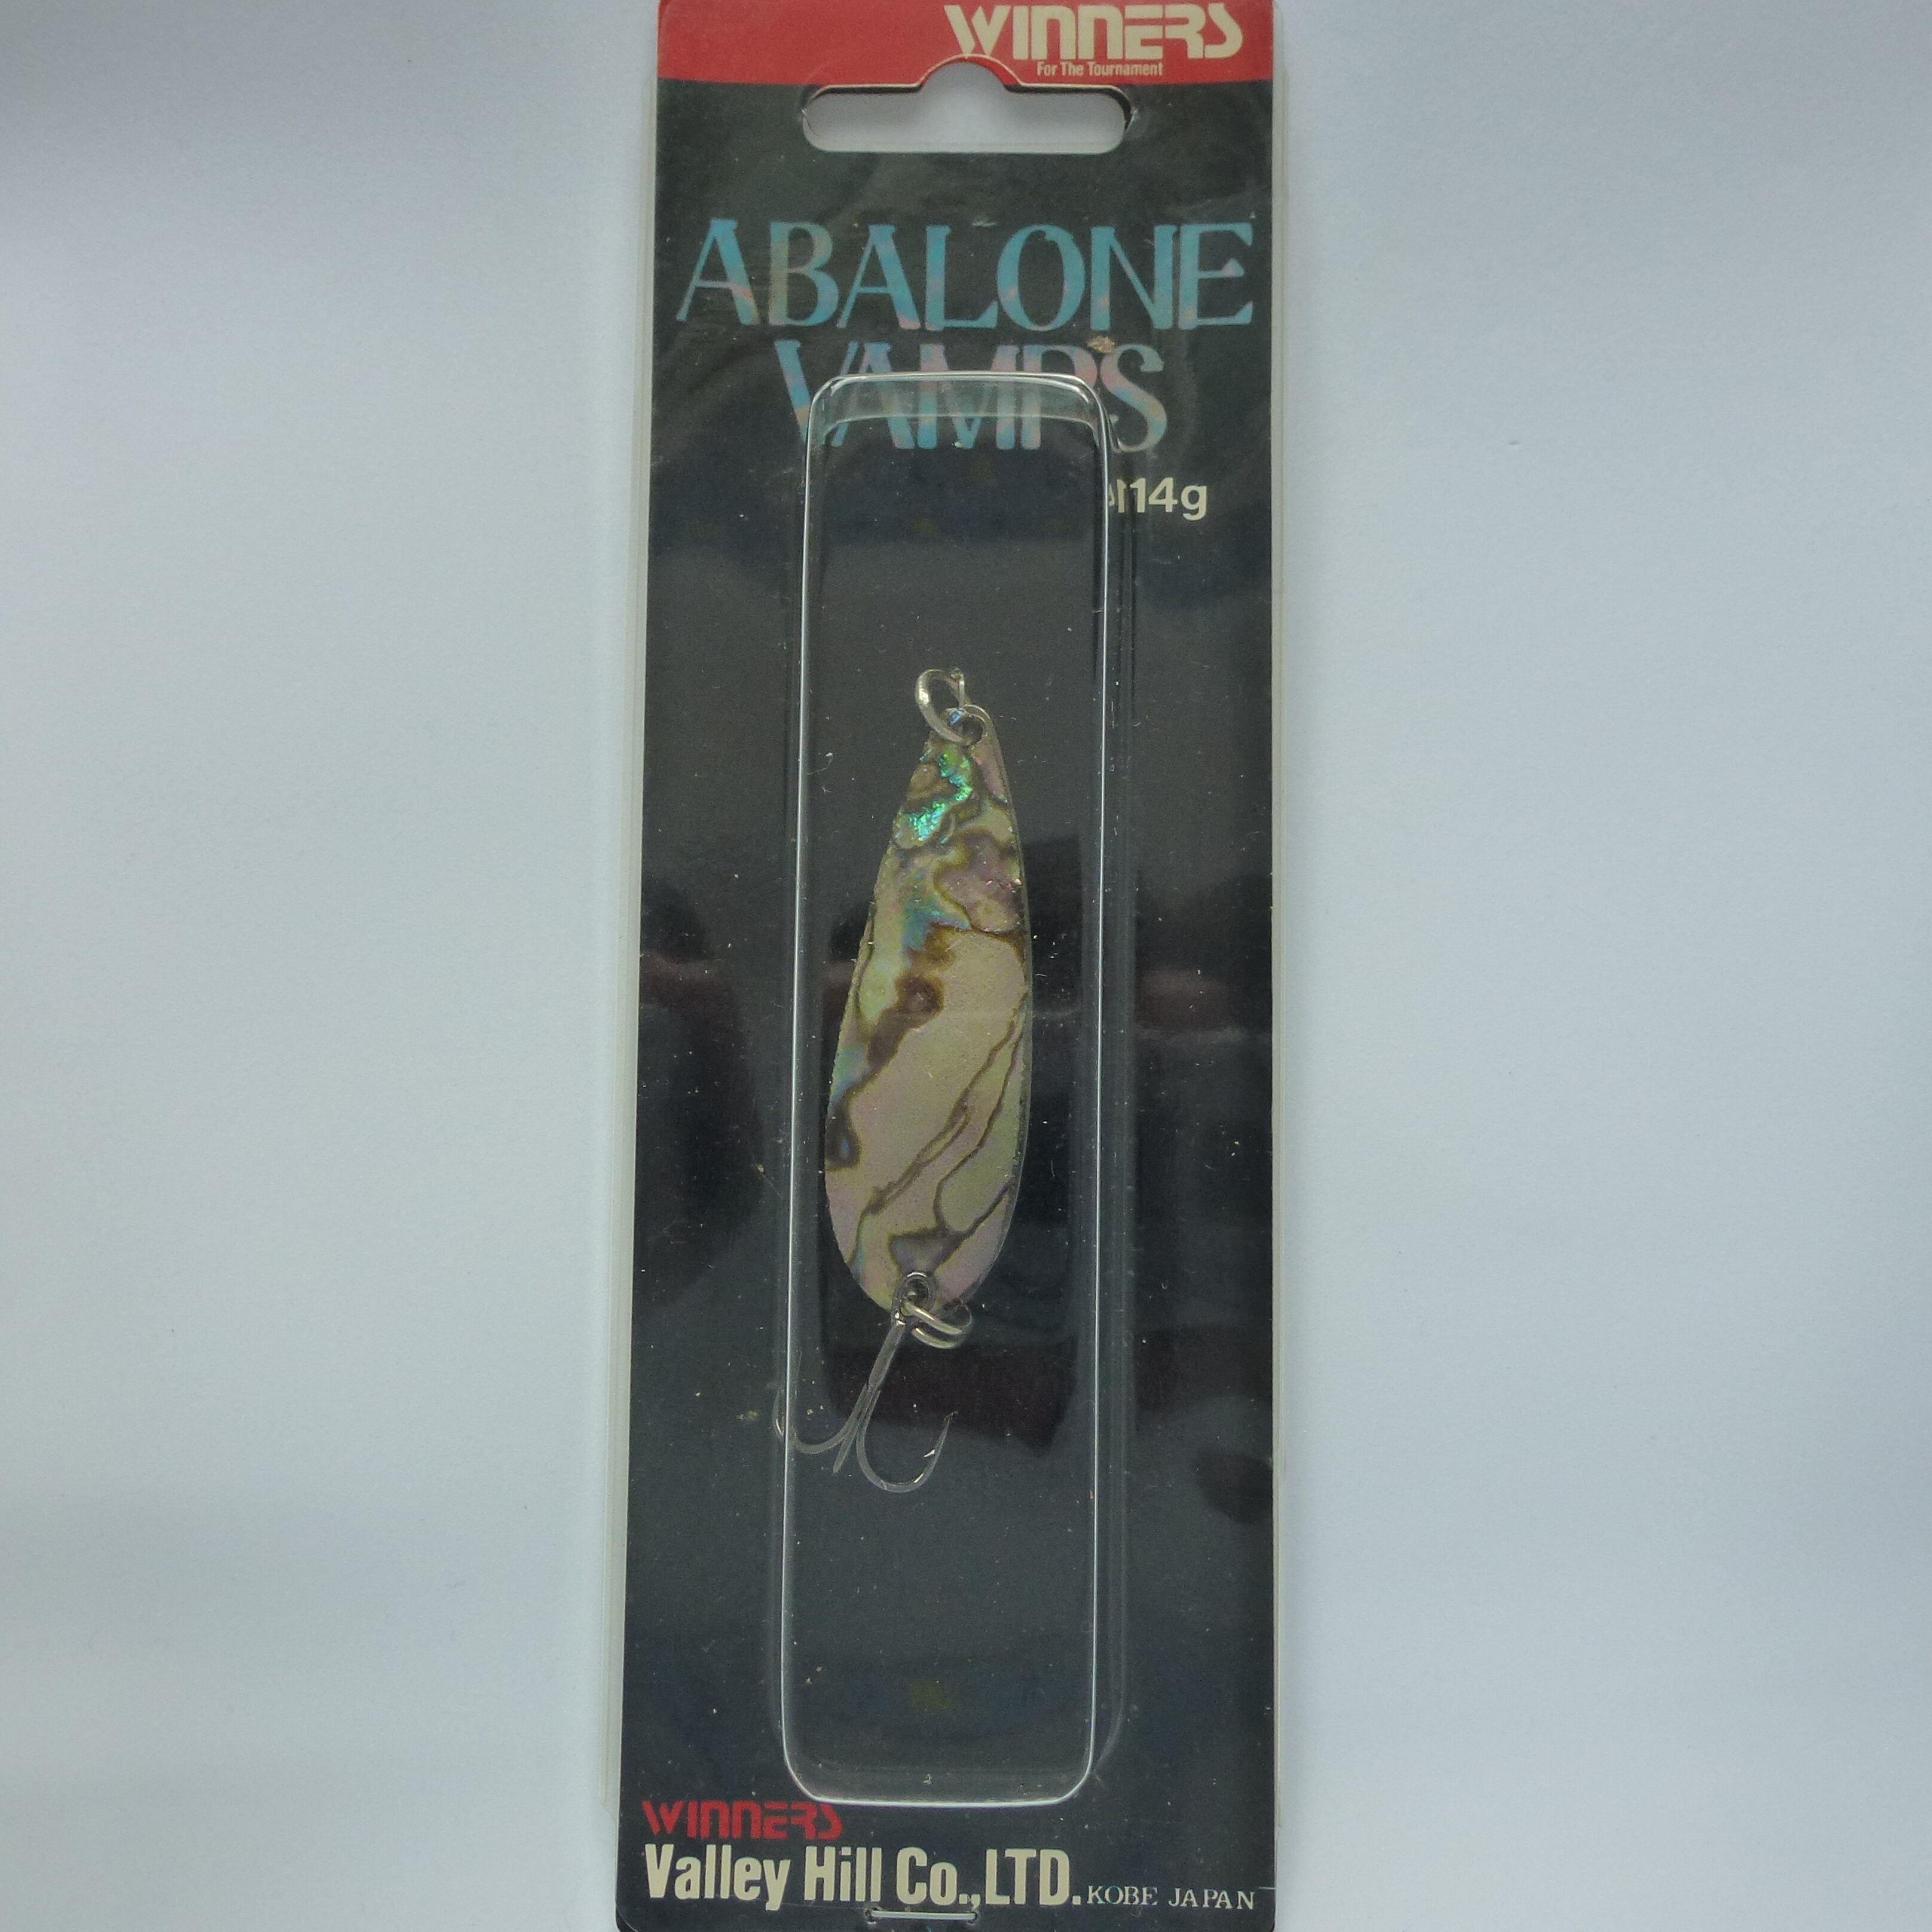 WINNERS
For The Tournament
ABALONE
VAMPS
14g
WINNERS
Valley Hill Co.,LTD. KOBE JAPAN